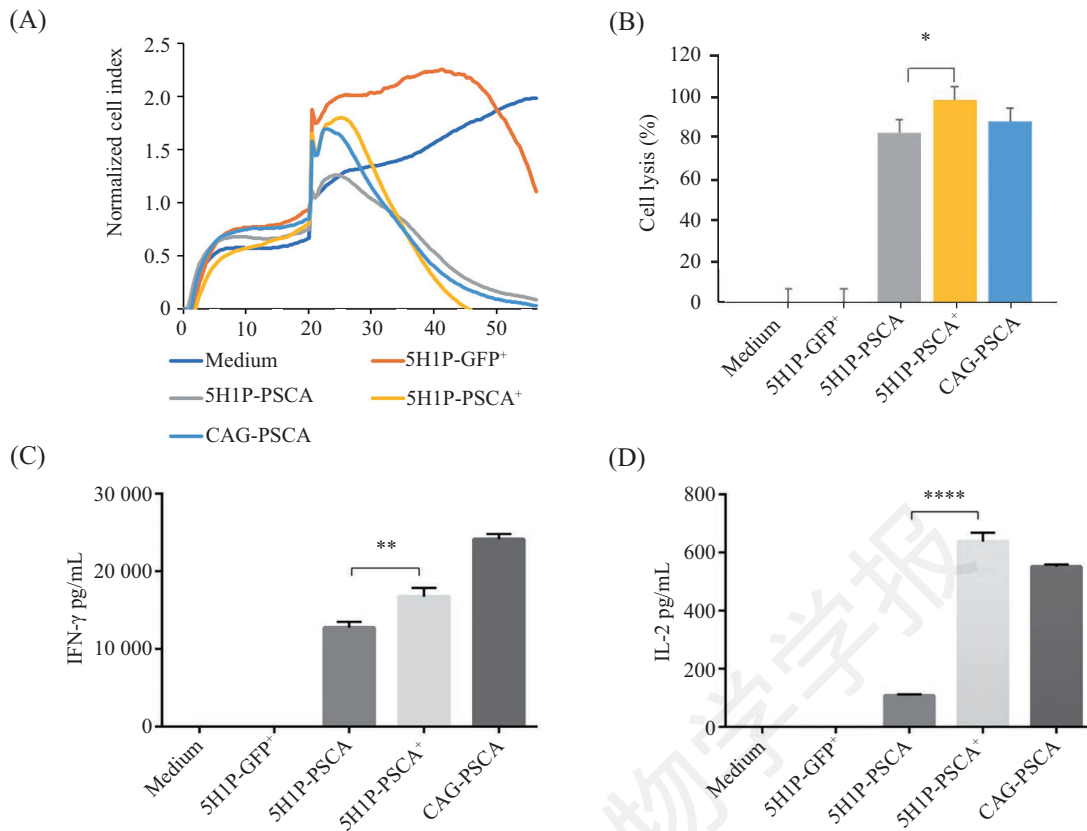 (A)
Normalized cell index
2.5
2.0
1.5
1.0
0.5
0
0 10 20 30 40 50
Medium
5H1P-GFP⁺
5H1P-PSCA
5H1P-PSCA⁺
CAG-PSCA
(B)
Cell lysis (%)
120
100
80
60
40
20
0
*
Medium
5H1P-GFP⁺
5H1P-PSCA
5H1P-PSCA⁺
CAG-PSCA
(C)
IFN-γ pg/mL
30 000
20 000
10 000
0
**
Medium
5H1P-GFP⁺
5H1P-PSCA
5H1P-PSCA⁺
CAG-PSCA
(D)
IL-2 pg/mL
800
600
400
200
0
****
Medium
5H1P-GFP⁺
5H1P-PSCA
5H1P-PSCA⁺
CAG-PSCA
物学学报